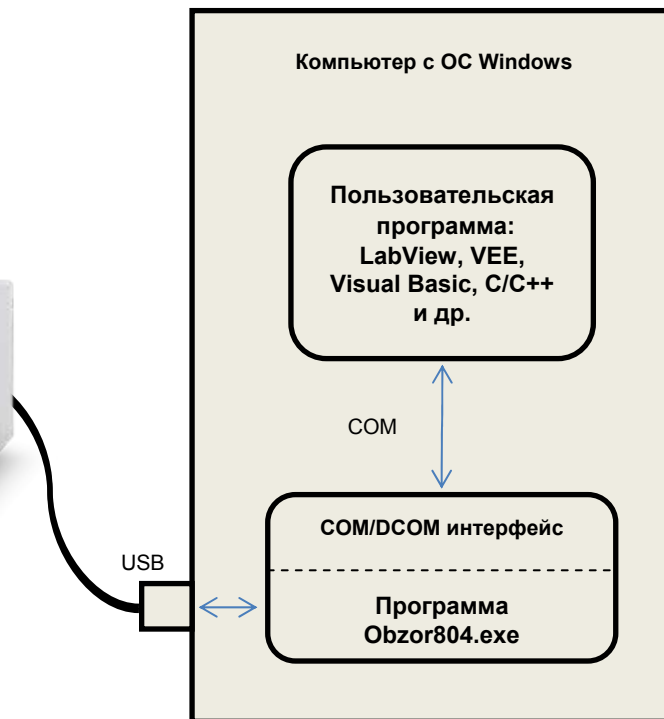 Компьютер с ОС Windows
Пользовательская
программа:
LabView, VEE,
Visual Basic, C/C++
и др.
COM
COM/DCOM интерфейс
USB
Программа
Obzor804.exe